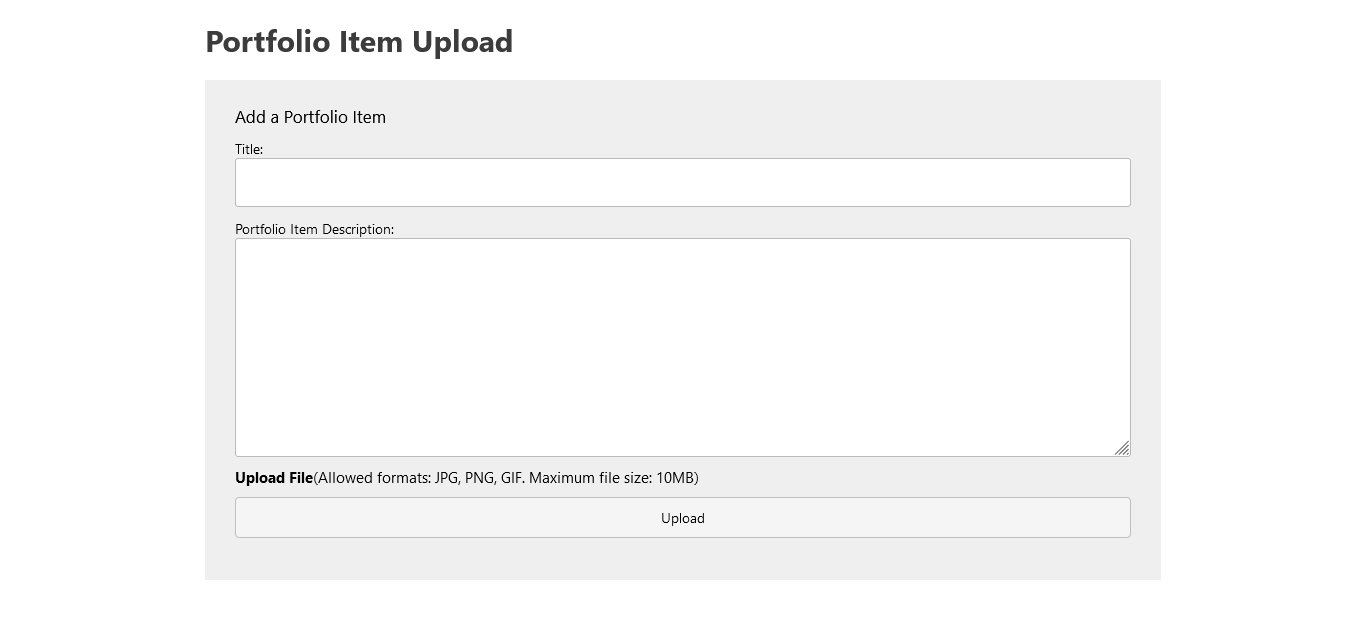 Portfolio Item Upload
Add a Portfolio Item
Title:
Portfolio Item Description:
Upload File(Allowed formats: JPG, PNG, GIF. Maximum file size: 10MB)
Upload